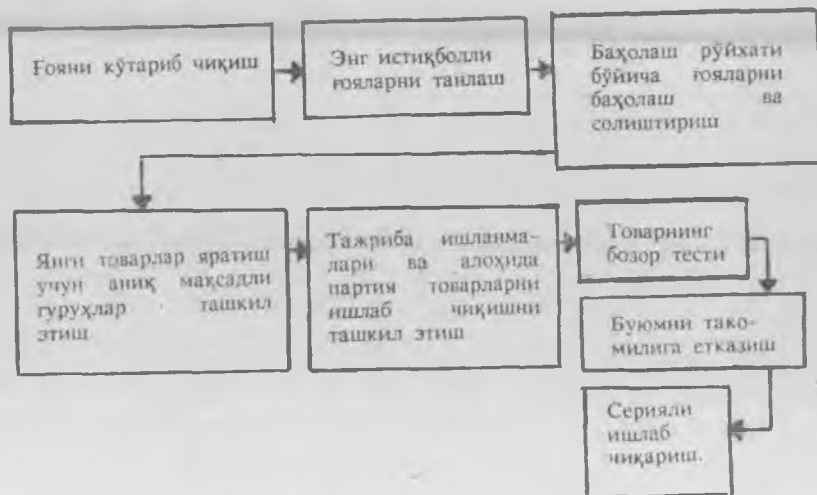 Ғояни кўтариб чиқиш
Энг истиқболли
ғояларни танлаш
Баҳолаш рўйхати
бўйича ғояларни
баҳолаш ва
солиштириш
Янги товарлар яратиш
учун аниқ мақсадли
гуруҳлар ташкил
этиш
Тажриба ишланма-
лари ва алоҳида
партия товарларни
ишлаб чиқишни
ташкил этиш
Товарнинг
бозор тести
Буюмни тако-
милига етказиш
Серияли
ишлаб
чиқариш.